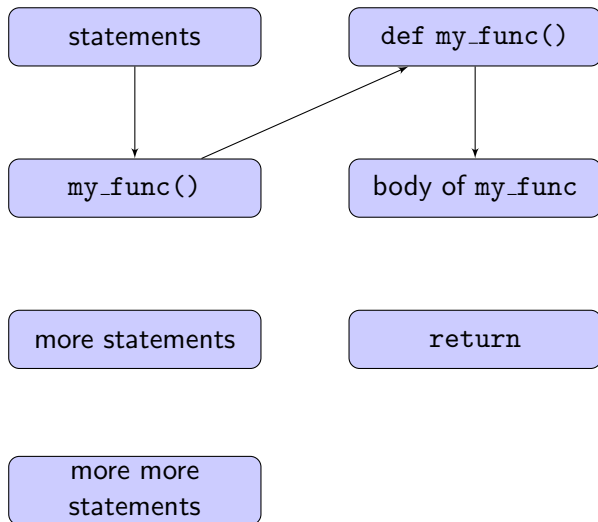 statements
def my_func()
my_func()
body of my_func
more statements
return
more more
statements